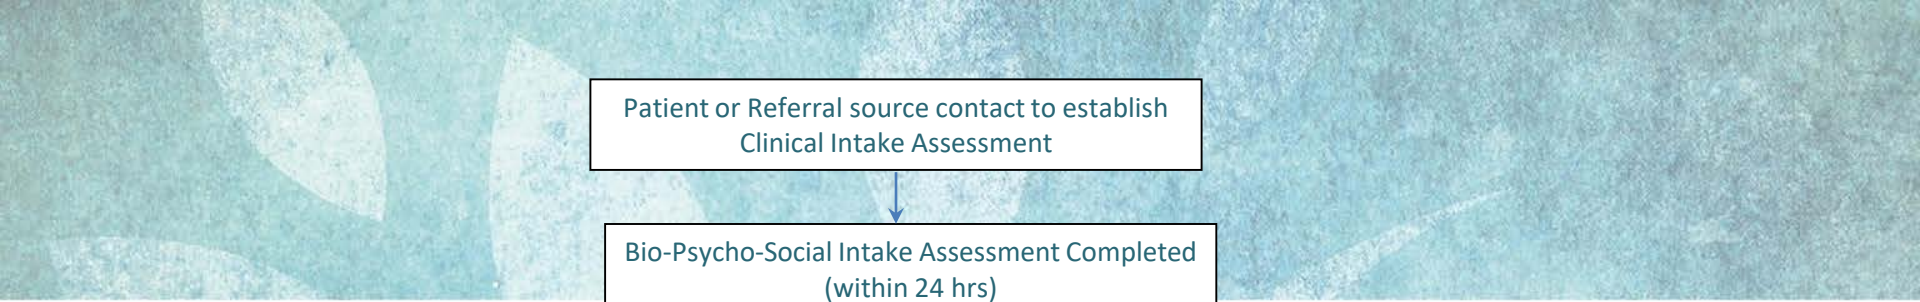 Patient or Referral source contact to establish
Clinical Intake Assessment
Bio-Psycho-Social Intake Assessment Completed
(within 24 hrs)